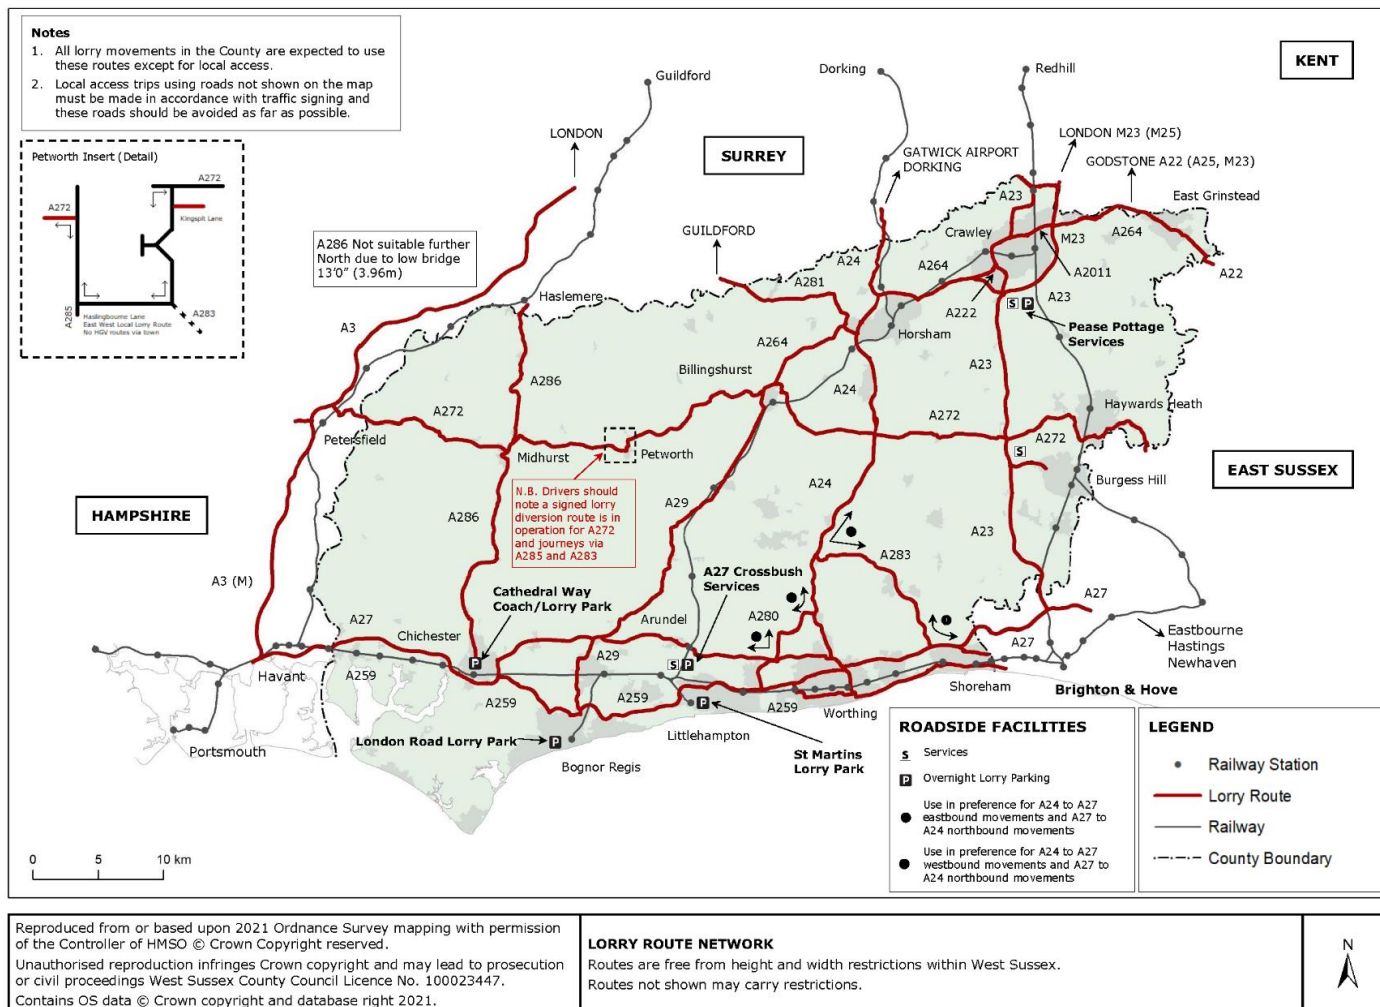 Notes
1. All lorry movements in the County are expected to use
these routes except for local access.
2. Local access trips using roads not shown on the map
must be made in accordance with traffic signing and
these roads should be avoided as far as possible.
Petworth Insert (Detail)
A272
A272
Kingspit Lane
A285
Haslingbourne Lane
East West Local Lorry Route
No HGV routes via town
A283
A286 Not suitable further
North due to low bridge
13'0" (3.96m)
LONDON
Guildford
Dorking
Redhill
KENT
SURREY
GATWICK AIRPORT
DORKING
LONDON M23 (M25)
GODSTONE A22 (A25, M23)
East Grinstead
GUILDFORD
A23
Crawley
M23
A264
A22
A2011
A24
A264
A281
Haslemere
A3
A222
A23
Pease Pottage
Services
Horsham
A264
Billingshurst
A286
A24
A23
A272
A272
Haywards Heath
A272
Petersfield
Midhurst
Petworth
Burgess Hill
EAST SUSSEX
HAMPSHIRE
N.B. Drivers should
note a signed lorry
diversion route is in
operation for A272
and journeys via
A285 and A283
A286
A29
A24
A23
A283
A3 (M)
Cathedral Way
Coach/Lorry Park
A27 Crossbush
Services
A27
A27
Chichester
Arundel
A280
A27
Eastbourne
Hastings
Newhaven
Havant
A259
A29
S P
P
A259
A259
A259
Shoreham
Brighton & Hove
Worthing
Portsmouth
London Road Lorry Park
P
Bognor Regis
Littlehampton
P
St Martins
Lorry Park
S P
S
ROADSIDE FACILITIES
S Services
P Overnight Lorry Parking
Use in preference for A24 to A27
eastbound movements and A27 to
A24 northbound movements
Use in preference for A24 to A27
westbound movements and A27 to
A24 northbound movements
LEGEND
Railway Station
Lorry Route
Railway
County Boundary
0 5 10 km
Reproduced from or based upon 2021 Ordnance Survey mapping with permission
of the Controller of HMSO © Crown Copyright reserved.
Unauthorised reproduction infringes Crown copyright and may lead to prosecution
or civil proceedings West Sussex County Council Licence No. 100023447.
Contains OS data © Crown copyright and database right 2021.
LORRY ROUTE NETWORK
Routes are free from height and width restrictions within West Sussex.
Routes not shown may carry restrictions.
N